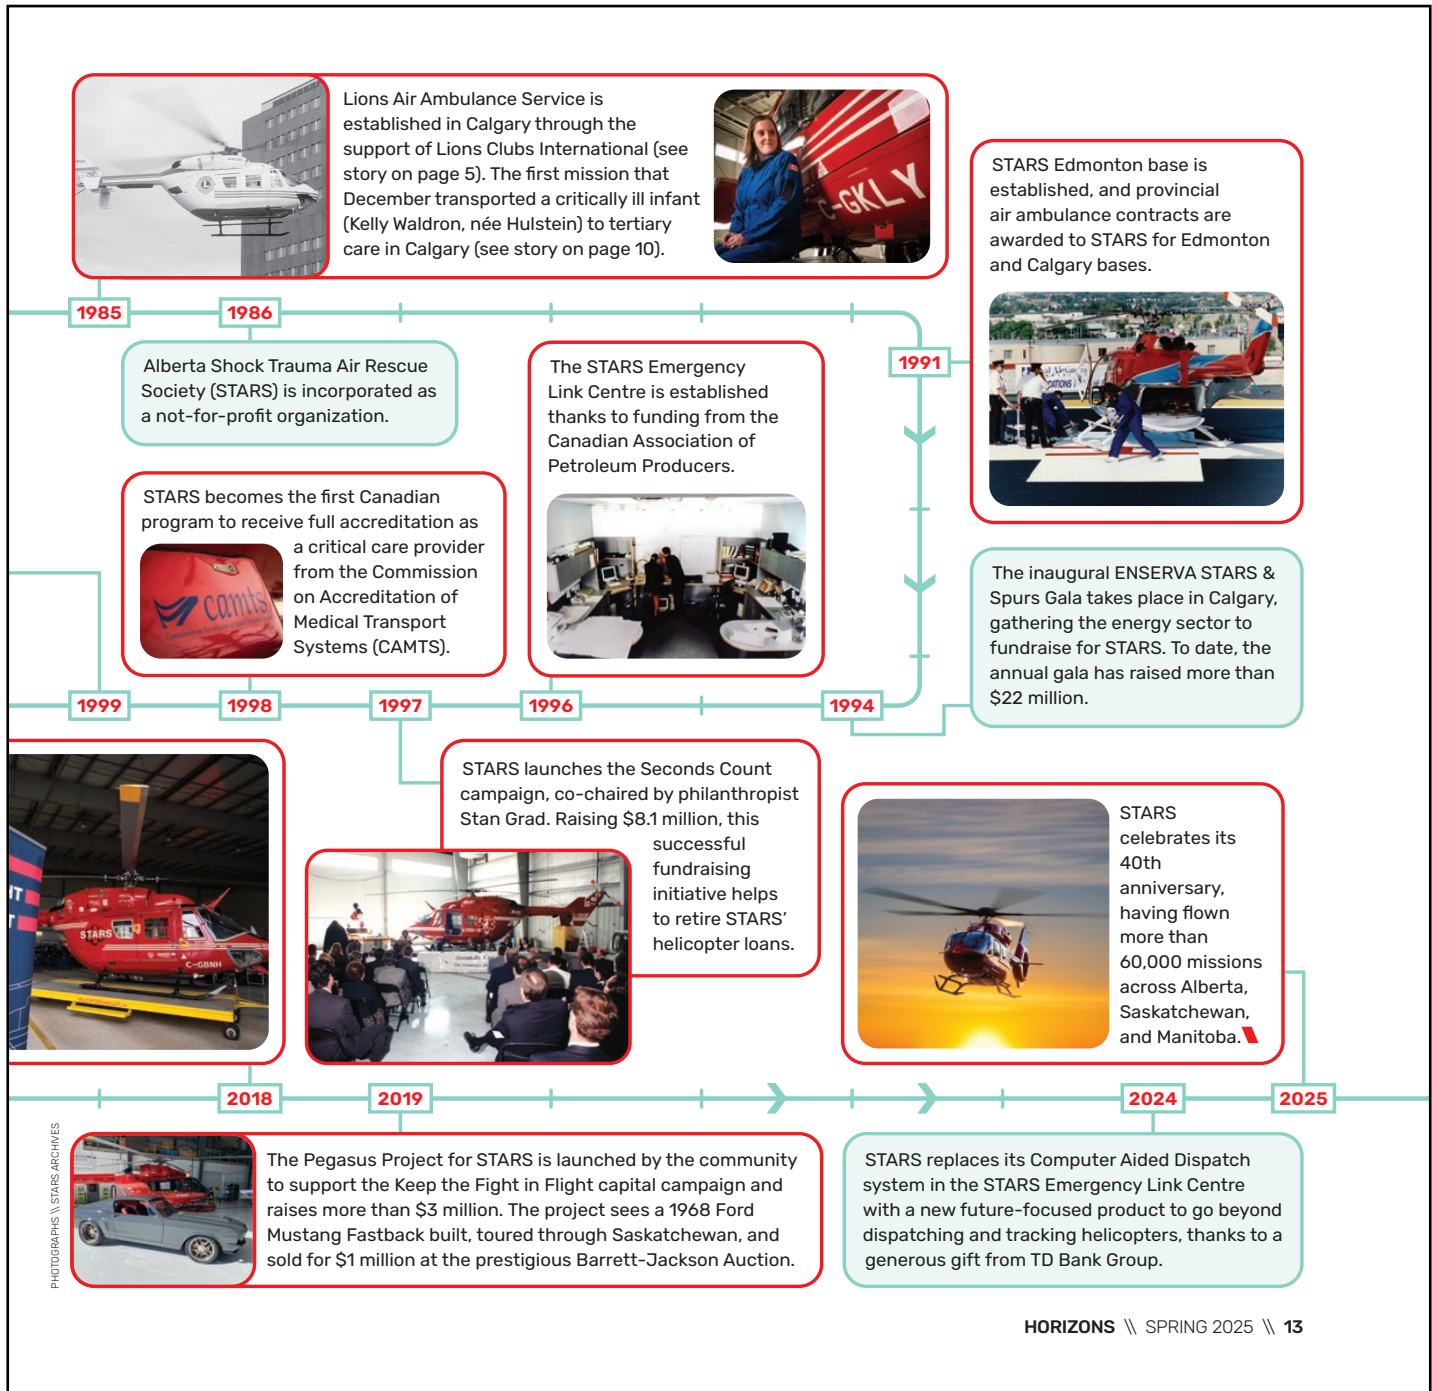 Lions Air Ambulance Service is
established in Calgary through the
support of Lions Clubs International (see
story on page 5). The first mission that
December transported a critically ill infant
(Kelly Waldron, née Hulstein) to tertiary
care in Calgary (see story on page 10).
C-GKLY
STARS Edmonton base is
established, and provincial
air ambulance contracts are
awarded to STARS for Edmonton
and Calgary bases.
1985
1986
1991
Alberta Shock Trauma Air Rescue
Society (STARS) is incorporated as
a not-for-profit organization.
The STARS Emergency
Link Centre is established
thanks to funding from the
Canadian Association of
Petroleum Producers.
STARS becomes the first Canadian
program to receive full accreditation as
a critical care provider
from the Commission
on Accreditation of
Medical Transport
Systems (CAMTS).
camts
The inaugural ENSERVA STARS &
Spurs Gala takes place in Calgary,
gathering the energy sector to
fundraise for STARS. To date, the
annual gala has raised more than
$22 million.
1999
1998
1997
1996
1994
STARS launches the Seconds Count
campaign, co-chaired by philanthropist
Stan Grad. Raising $8.1 million, this
successful
fundraising
initiative helps
to retire STARS’
helicopter loans.
STARS
C-GBNH
STARS
celebrates its
40th
anniversary,
having flown
more than
60,000 missions
across Alberta,
Saskatchewan,
and Manitoba.
2018
2019
2024
2025
The Pegasus Project for STARS is launched by the community
to support the Keep the Fight in Flight capital campaign and
raises more than $3 million. The project sees a 1968 Ford
Mustang Fastback built, toured through Saskatchewan, and
sold for $1 million at the prestigious Barrett-Jackson Auction.
STARS replaces its Computer Aided Dispatch
system in the STARS Emergency Link Centre
with a new future-focused product to go beyond
dispatching and tracking helicopters, thanks to a
generous gift from TD Bank Group.
PHOTOGRAPHS \\ STARS ARCHIVES
HORIZONS \\ SPRING 2025 \\ 13